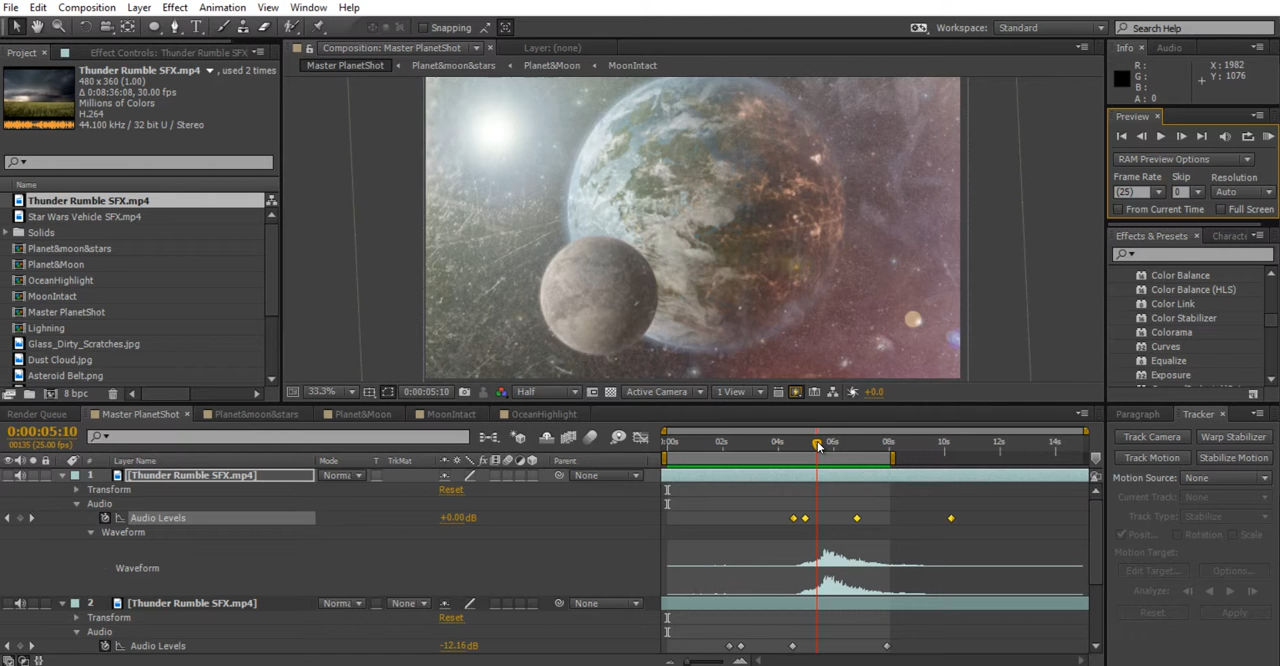 File Edit Composition Layer Effect Animation View Window Help
Snapping Workspace: Standard Search Help
Project Effect Controls: Thunder Rumble SFX Composition: Master PlanetShot Layer: (none) Info Audio
Thunder Rumble SFX.mp4 , used 2 times
480 x 360 (1.00)
Δ 0:08:36:08, 30.00 fps
Millions of Colors
H.264
44.100 kHz / 32 bit U / Stereo
Master PlanetShot Planet&moon&stars Planet&Moon MoonIntact
R : X : 1982
G : Y : 1076
B :
A : 0
Preview
RAM Preview Options
Frame Rate Skip Resolution
(25) 0 Auto
From Current Time Full Screen
Name
Thunder Rumble SFX.mp4
Star Wars Vehicle SFX.mp4
Solids
Planet&moon&stars
Planet&Moon
OceanHighlight
MoonIntact
Master PlanetShot
Lighning
Glass_Dirty_Scratches.jpg
Dust Cloud.jpg
Asteroid Belt.png
8 bpc
Effects & Presets Characte
Color Balance
Color Balance (HLS)
Color Link
Color Stabilizer
Colorama
Curves
Equalize
Exposure
33.3% 0:00:05:10 Half Active Camera 1 View +0.0
Render Queue Master PlanetShot Planet&moon&stars Planet&Moon MoonIntact OceanHighlight
0:00:05:10
00135 (25.00 fps)
:00s 02s 04s 06s 08s 10s 12s 14s
# Layer Name Mode T TrkMat Parent
1 [Thunder Rumble SFX.mp4] Norma None
Transform Reset
Audio
Audio Levels +0.00dB
Waveform
Waveform
2 [Thunder Rumble SFX.mp4] Norma None None
Transform Reset
Audio
Audio Levels -12.16dB
Paragraph Tracker
Track Camera Warp Stabilizer
Track Motion Stabilize Motion
Motion Source: None
Current Track: None
Track Type: Stabilize
Positi... Rotation Scale
Motion Target:
Edit Target... Options...
Analyze:
Reset Apply